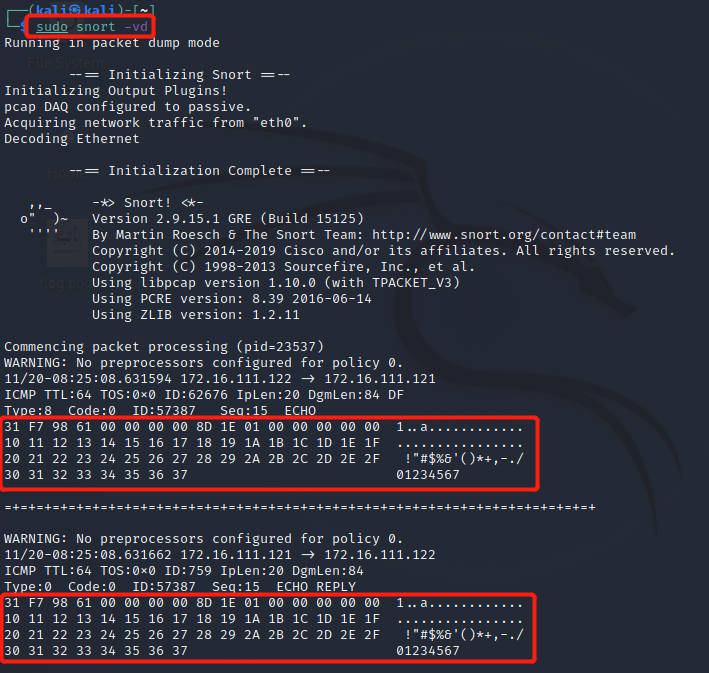 ┌──(kali㉿kali)-[~]
└─$ sudo snort -vd
Running in packet dump mode
File System
--== Initializing Snort ==--
Initializing Output Plugins!
pcap DAQ configured to passive.
Acquiring network traffic from "eth0".
Decoding Ethernet
--== Initialization Complete ==--
,,_     -*> Snort! <*-
o"  )~   Version 2.9.15.1 GRE (Build 15125)
''''    By Martin Roesch & The Snort Team: http://www.snort.org/contact#team
Copyright (C) 2014-2019 Cisco and/or its affiliates. All rights reserved.
Copyright (C) 1998-2013 Sourcefire, Inc., et al.
Using libpcap version 1.10.0 (with TPACKET_V3)
Using PCRE version: 8.39 2016-06-14
Using ZLIB version: 1.2.11
Commencing packet processing (pid=23537)
WARNING: No preprocessors configured for policy 0.
11/20-08:25:08.631594 172.16.111.122 -> 172.16.111.121
ICMP TTL:64 TOS:0x0 ID:62676 IpLen:20 DgmLen:84 DF
Type:8  Code:0  ID:57387   Seq:15  ECHO
31 F7 98 61 00 00 00 00 8D 1E 01 00 00 00 00 00  1..a............
10 11 12 13 14 15 16 17 18 19 1A 1B 1C 1D 1E 1F  ................
20 21 22 23 24 25 26 27 28 29 2A 2B 2C 2D 2E 2F   !"#$%&'()*+,-./
30 31 32 33 34 35 36 37                          01234567
=+=+=+=+=+=+=+=+=+=+=+=+=+=+=+=+=+=+=+=+=+=+=+=+=+=+=+=+=+=+=+=+=+=+=+=+=+
WARNING: No preprocessors configured for policy 0.
11/20-08:25:08.631662 172.16.111.121 -> 172.16.111.122
ICMP TTL:64 TOS:0x0 ID:759 IpLen:20 DgmLen:84
Type:0  Code:0  ID:57387  Seq:15  ECHO REPLY
31 F7 98 61 00 00 00 00 8D 1E 01 00 00 00 00 00  1..a............
10 11 12 13 14 15 16 17 18 19 1A 1B 1C 1D 1E 1F  ................
20 21 22 23 24 25 26 27 28 29 2A 2B 2C 2D 2E 2F   !"#$%&'()*+,-./
30 31 32 33 34 35 36 37                          01234567